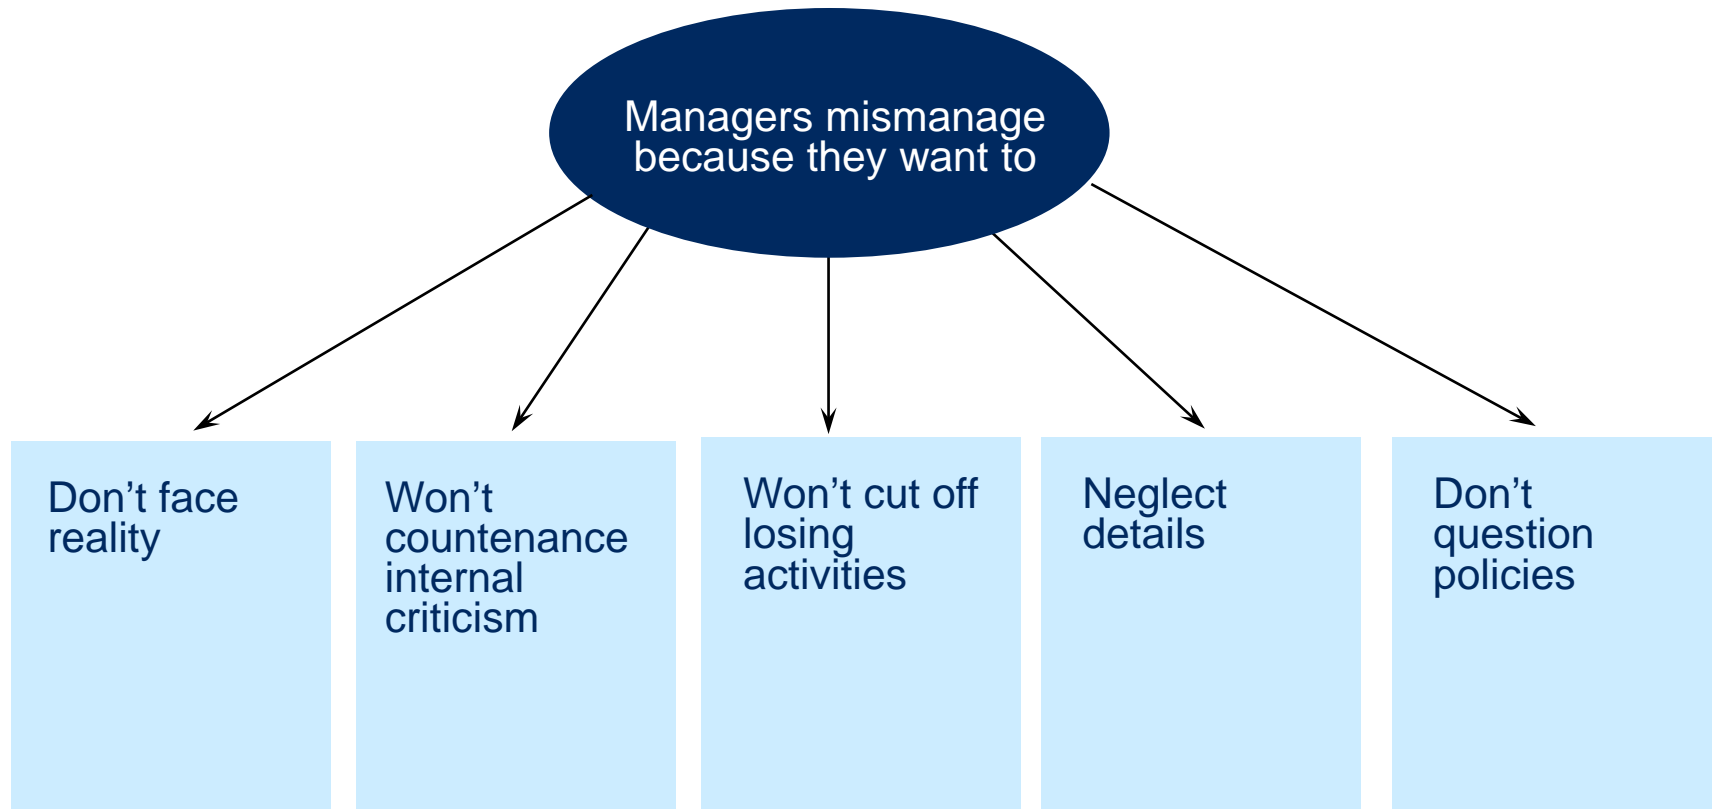 Managers mismanage
because they want to
Don’t face
reality
Won’t
countenance
internal
criticism
Won’t cut off
losing
activities
Neglect
details
Don’t
question
policies